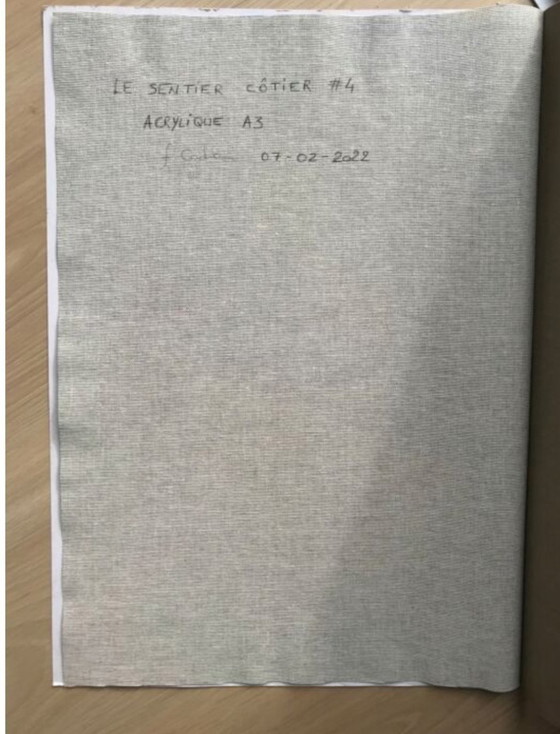 LE SENTIER CÔTIER #4
ACRYLIQUE A3
07-02-2022